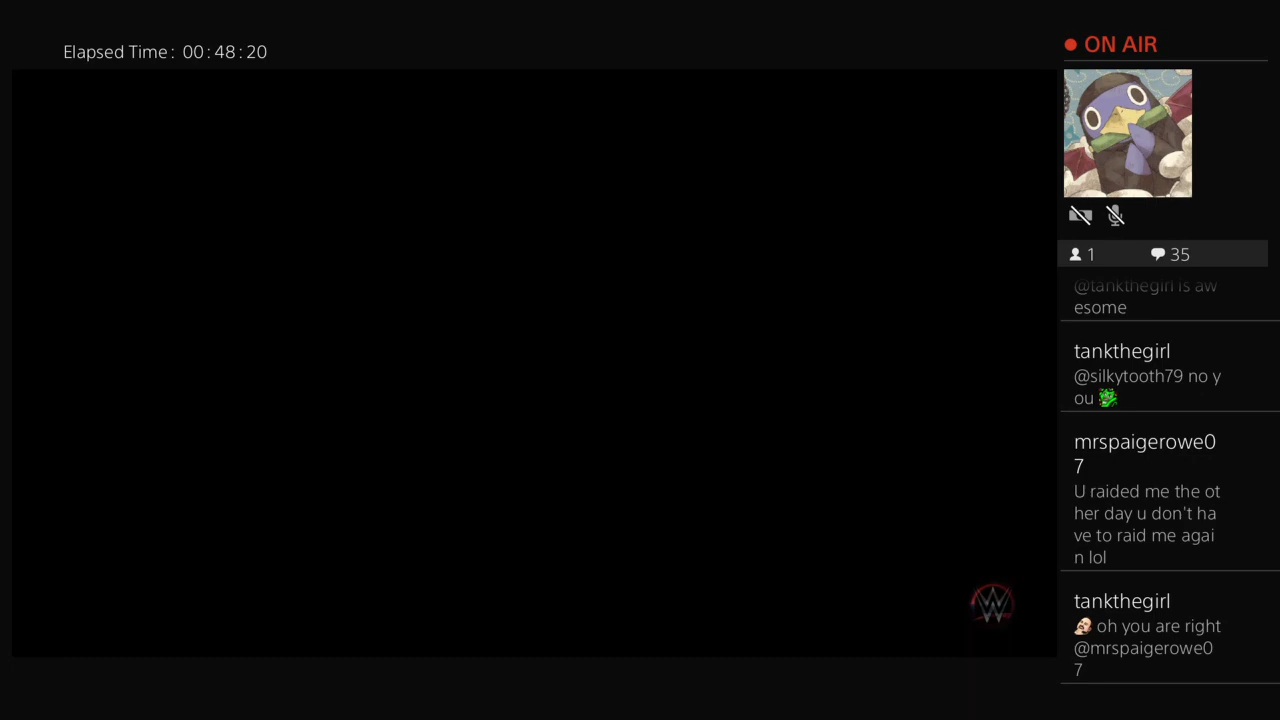 Elapsed Time: 00:48:20
ON AIR
1 35
@tankthegirl is aw
esome
tankthegirl
@silkytooth79 no y
ou
mrspaigerowe0
7
U raided me the ot
her day u don't ha
ve to raid me agai
n lol
tankthegirl
oh you are right
@mrspaigerowe0
7
W